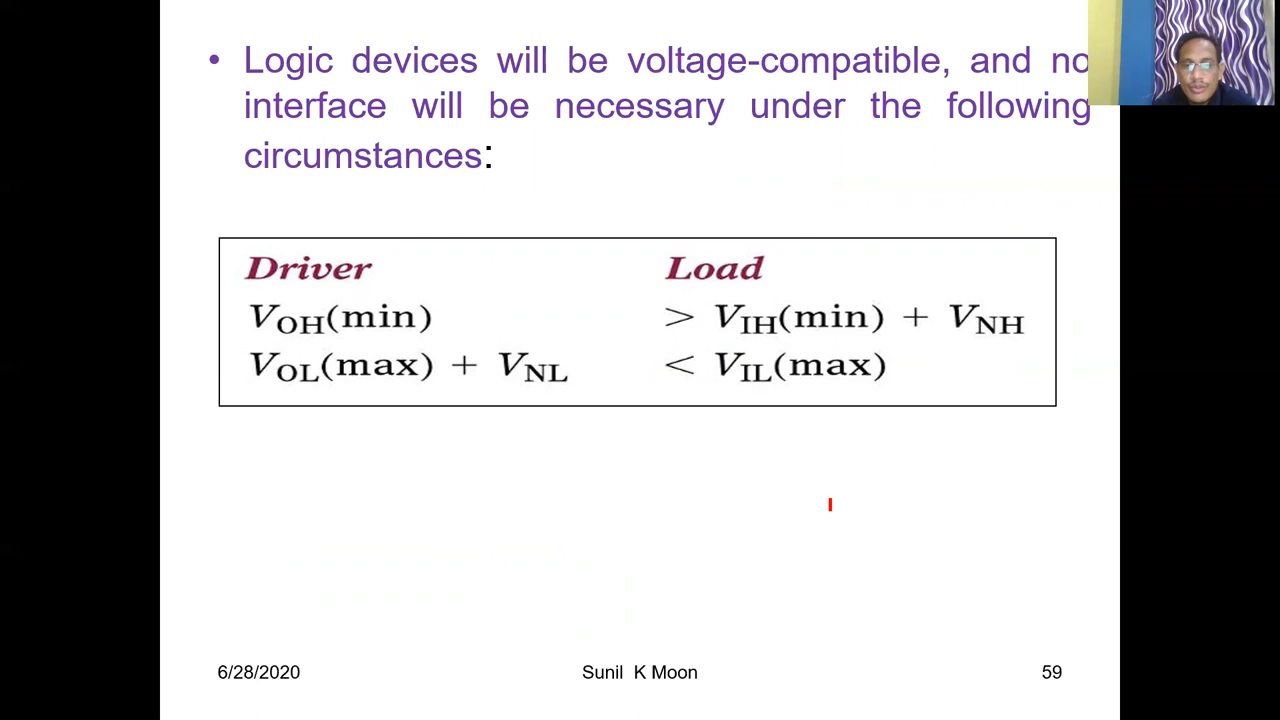 • Logic devices will be voltage-compatible, and no
interface will be necessary under the following
circumstances:
Driver Load
VOH(min) > VIH(min) + VNH
VOL(max) + VNL < VIL(max)
6/28/2020 Sunil K Moon 59